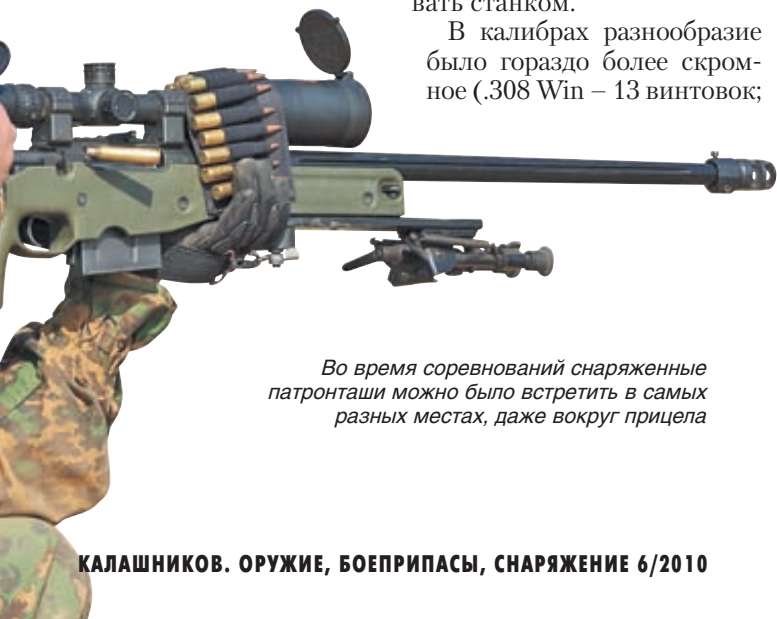 вать станком.
В калибрах разнообразие
было гораздо более скром-
ное (.308 Win – 13 винтовок;
Во время соревнований снаряженные
патронташи можно было встретить в самых
разных местах, даже вокруг прицела
КАЛАШНИКОВ. ОРУЖИЕ, БОЕПРИПАСЫ, СНАРЯЖЕНИЕ 6/2010